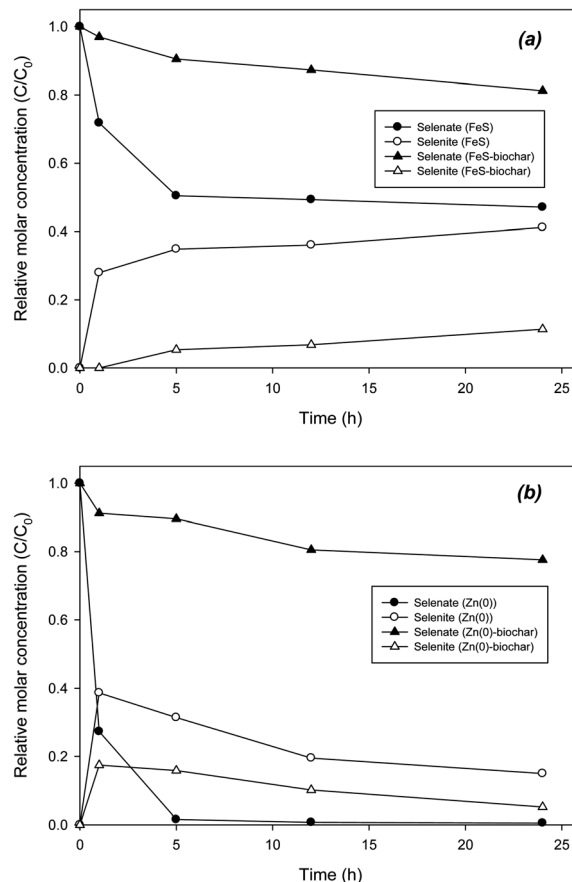 (a)
Relative molar concentration (C/C0)
1.0
0.8
0.6
0.4
0.2
0.0
Selenate (FeS)
Selenite (FeS)
Selenate (FeS-biochar)
Selenite (FeS-biochar)
0 5 10 15 20 25
Time (h)
(b)
Relative molar concentration (C/C0)
1.0
0.8
0.6
0.4
0.2
0.0
Selenate (Zn(0))
Selenite (Zn(0))
Selenate (Zn(0)-biochar)
Selenite (Zn(0)-biochar)
0 5 10 15 20 25
Time (h)